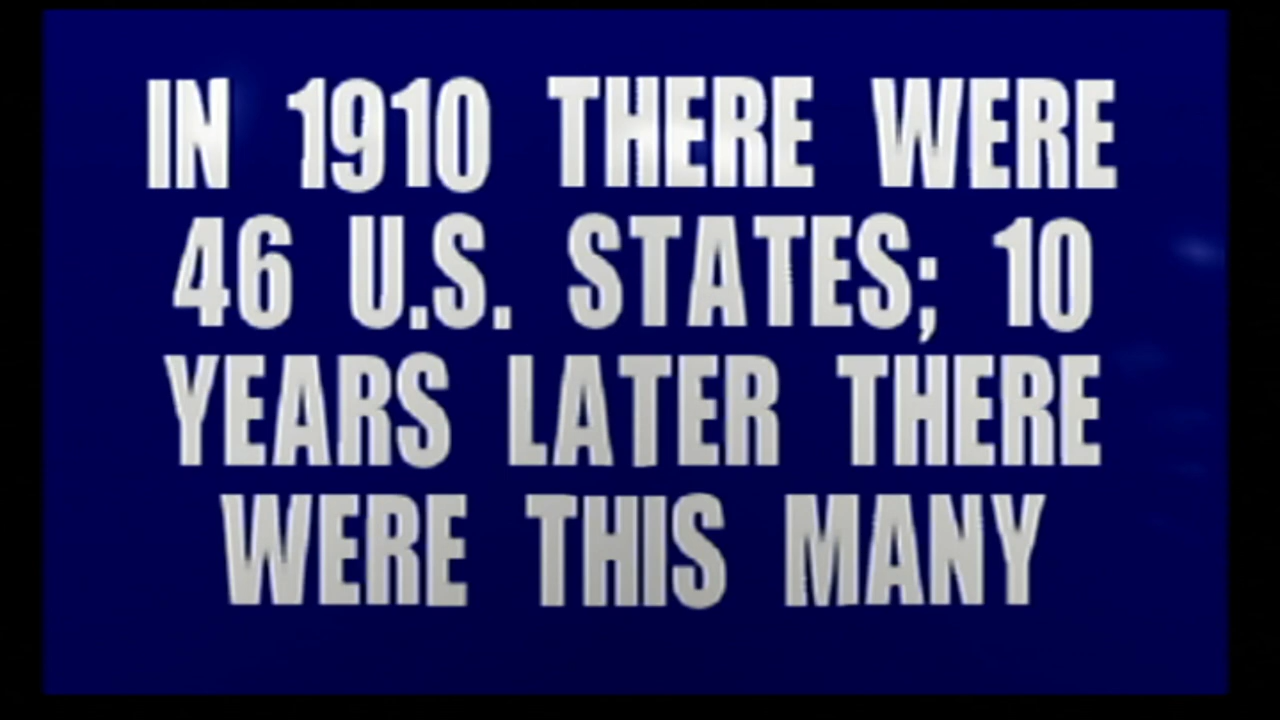 IN 1910 THERE WERE
46 U.S. STATES; 10
YEARS LATER THERE
WERE THIS MANY